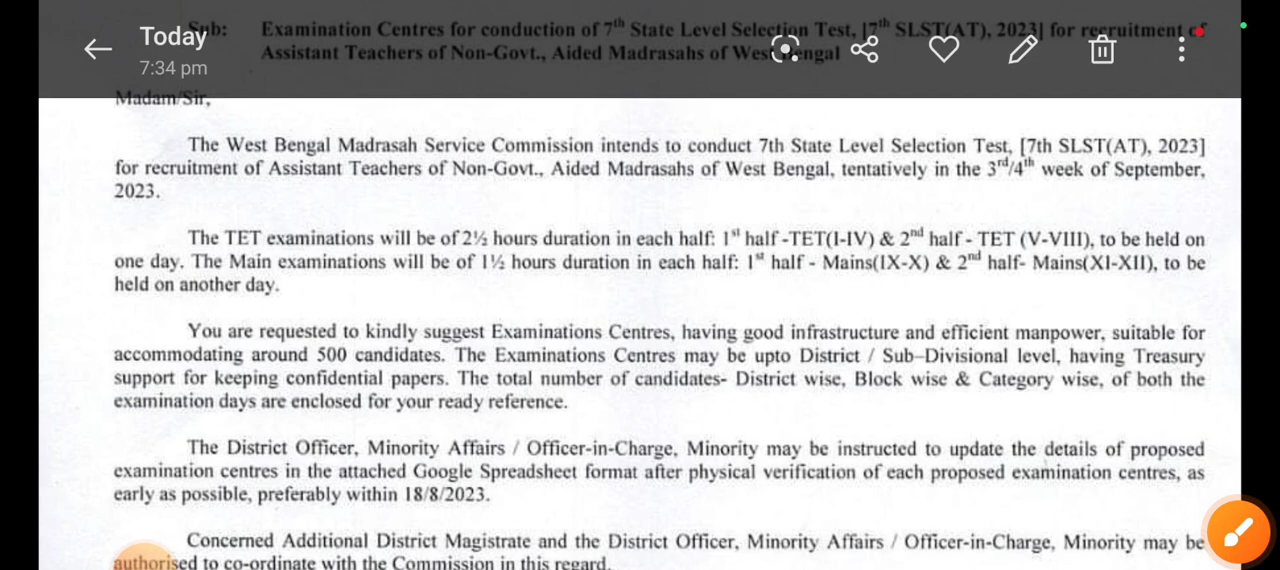 Today
7:34 pm
Sub: Examination Centres for conduction of 7th State Level Selection Test, [7th SLST(AT), 2023] for recruitment of
Assistant Teachers of Non-Govt., Aided Madrasahs of West Bengal
Madam/Sir,
The West Bengal Madrasah Service Commission intends to conduct 7th State Level Selection Test, [7th SLST(AT), 2023]
for recruitment of Assistant Teachers of Non-Govt., Aided Madrasahs of West Bengal, tentatively in the 3rd/4th week of September,
2023.
The TET examinations will be of 2½ hours duration in each half: 1st half -TET(I-IV) & 2nd half - TET (V-VIII), to be held on
one day. The Main examinations will be of 1½ hours duration in each half: 1st half - Mains(IX-X) & 2nd half- Mains(XI-XII), to be
held on another day.
You are requested to kindly suggest Examinations Centres, having good infrastructure and efficient manpower, suitable for
accommodating around 500 candidates. The Examinations Centres may be upto District / Sub–Divisional level, having Treasury
support for keeping confidential papers. The total number of candidates- District wise, Block wise & Category wise, of both the
examination days are enclosed for your ready reference.
The District Officer, Minority Affairs / Officer-in-Charge, Minority may be instructed to update the details of proposed
examination centres in the attached Google Spreadsheet format after physical verification of each proposed examination centres, as
early as possible, preferably within 18/8/2023.
Concerned Additional District Magistrate and the District Officer, Minority Affairs / Officer-in-Charge, Minority may be
authorised to co-ordinate with the Commission in this regard.